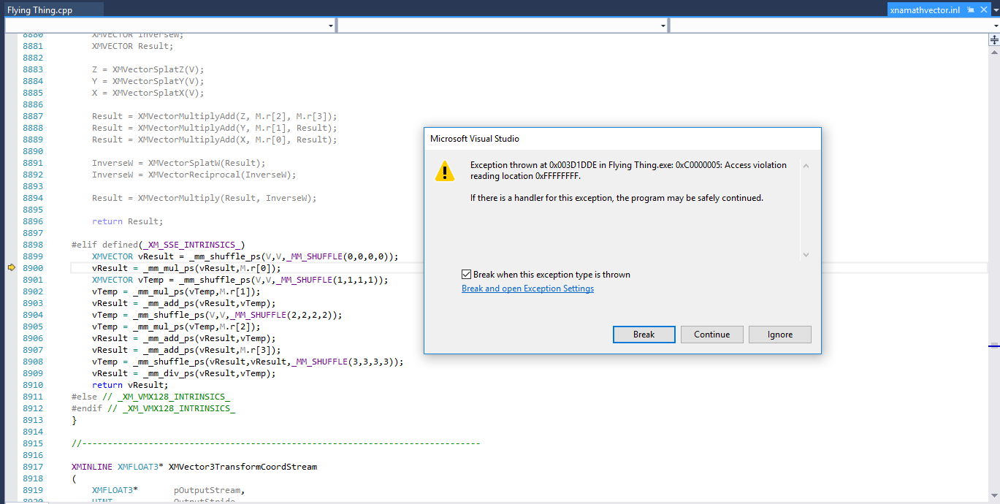 Flying Thing.cpp
xnamathvector.inl
8880 XMVECTOR InverseW;
8881 XMVECTOR Result;
8882
8883 Z = XMVectorSplatZ(V);
8884 Y = XMVectorSplatY(V);
8885 X = XMVectorSplatX(V);
8886
8887 Result = XMVectorMultiplyAdd(Z, M.r[2], M.r[3]);
8888 Result = XMVectorMultiplyAdd(Y, M.r[1], Result);
8889 Result = XMVectorMultiplyAdd(X, M.r[0], Result);
8890
8891 InverseW = XMVectorSplatW(Result);
8892 InverseW = XMVectorReciprocal(InverseW);
8893
8894 Result = XMVectorMultiply(Result, InverseW);
8895
8896 return Result;
8897
8898 #elif defined(_XM_SSE_INTRINSICS_)
8899 XMVECTOR vResult = _mm_shuffle_ps(V,V,_MM_SHUFFLE(0,0,0,0));
8900 vResult = _mm_mul_ps(vResult,M.r[0]);
8901 XMVECTOR vTemp = _mm_shuffle_ps(V,V,_MM_SHUFFLE(1,1,1,1));
8902 vTemp = _mm_mul_ps(vTemp,M.r[1]);
8903 vResult = _mm_add_ps(vResult,vTemp);
8904 vTemp = _mm_shuffle_ps(V,V,_MM_SHUFFLE(2,2,2,2));
8905 vTemp = _mm_mul_ps(vTemp,M.r[2]);
8906 vResult = _mm_add_ps(vResult,vTemp);
8907 vResult = _mm_add_ps(vResult,M.r[3]);
8908 vTemp = _mm_shuffle_ps(vResult,vResult,_MM_SHUFFLE(3,3,3,3));
8909 vResult = _mm_div_ps(vResult,vTemp);
8910 return vResult;
8911 #else // _XM_VMX128_INTRINSICS_
8912 #endif // _XM_VMX128_INTRINSICS_
8913 }
8914
8915 //------------------------------------------------------------------------------
8916
8917 XMINLINE XMFLOAT3* XMVector3TransformCoordStream
8918 (
8919 XMFLOAT3* pOutputStream,
8920 UINT OutputStride,
Microsoft Visual Studio
Exception thrown at 0x003D1DDE in Flying Thing.exe: 0xC0000005: Access violation
reading location 0xFFFFFFFF.
If there is a handler for this exception, the program may be safely continued.
Break when this exception type is thrown
Break and open Exception Settings
Break Continue Ignore